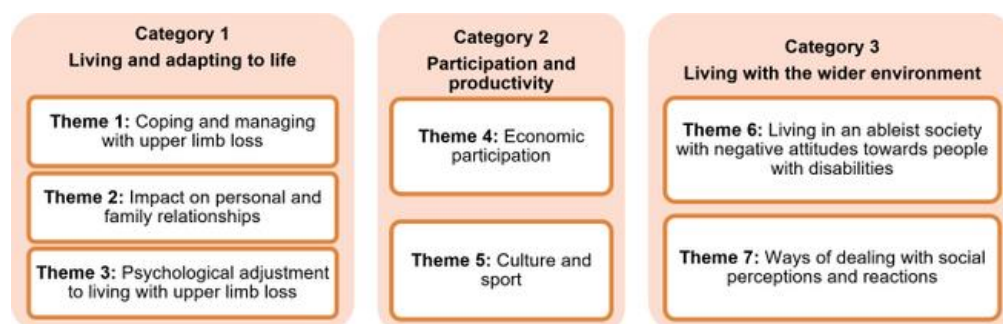 Category 1
Living and adapting to life
Theme 1: Coping and managing
with upper limb loss
Theme 2: Impact on personal and
family relationships
Theme 3: Psychological adjustment
to living with upper limb loss
Category 2
Participation and
productivity
Theme 4: Economic
participation
Theme 5: Culture and
sport
Category 3
Living with the wider environment
Theme 6: Living in an ableist society
with negative attitudes towards people
with disabilities
Theme 7: Ways of dealing with social
perceptions and reactions